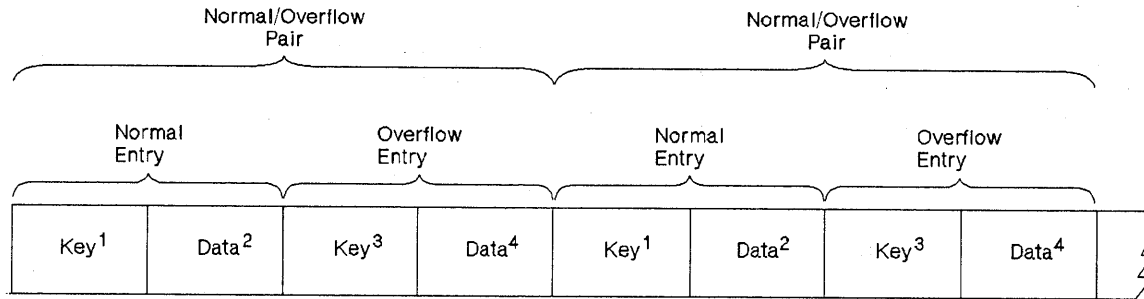 Normal/Overflow
Pair
Normal/Overflow
Pair
Normal
Entry
Overflow
Entry
Normal
Entry
Overflow
Entry
Key¹ Data² Key³ Data⁴ Key¹ Data² Key³ Data⁴